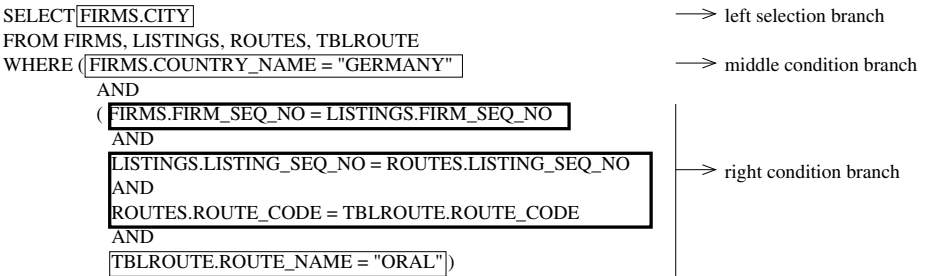 SELECT FIRMS.CITY
left selection branch
FROM FIRMS, LISTINGS, ROUTES, TBLROUTE
WHERE ( FIRMS.COUNTRY_NAME = "GERMANY"
middle condition branch
AND
( FIRMS.FIRM_SEQ_NO = LISTINGS.FIRM_SEQ_NO
AND
LISTINGS.LISTING_SEQ_NO = ROUTES.LISTING_SEQ_NO
right condition branch
AND
ROUTES.ROUTE_CODE = TBLROUTE.ROUTE_CODE
AND
TBLROUTE.ROUTE_NAME = "ORAL" )